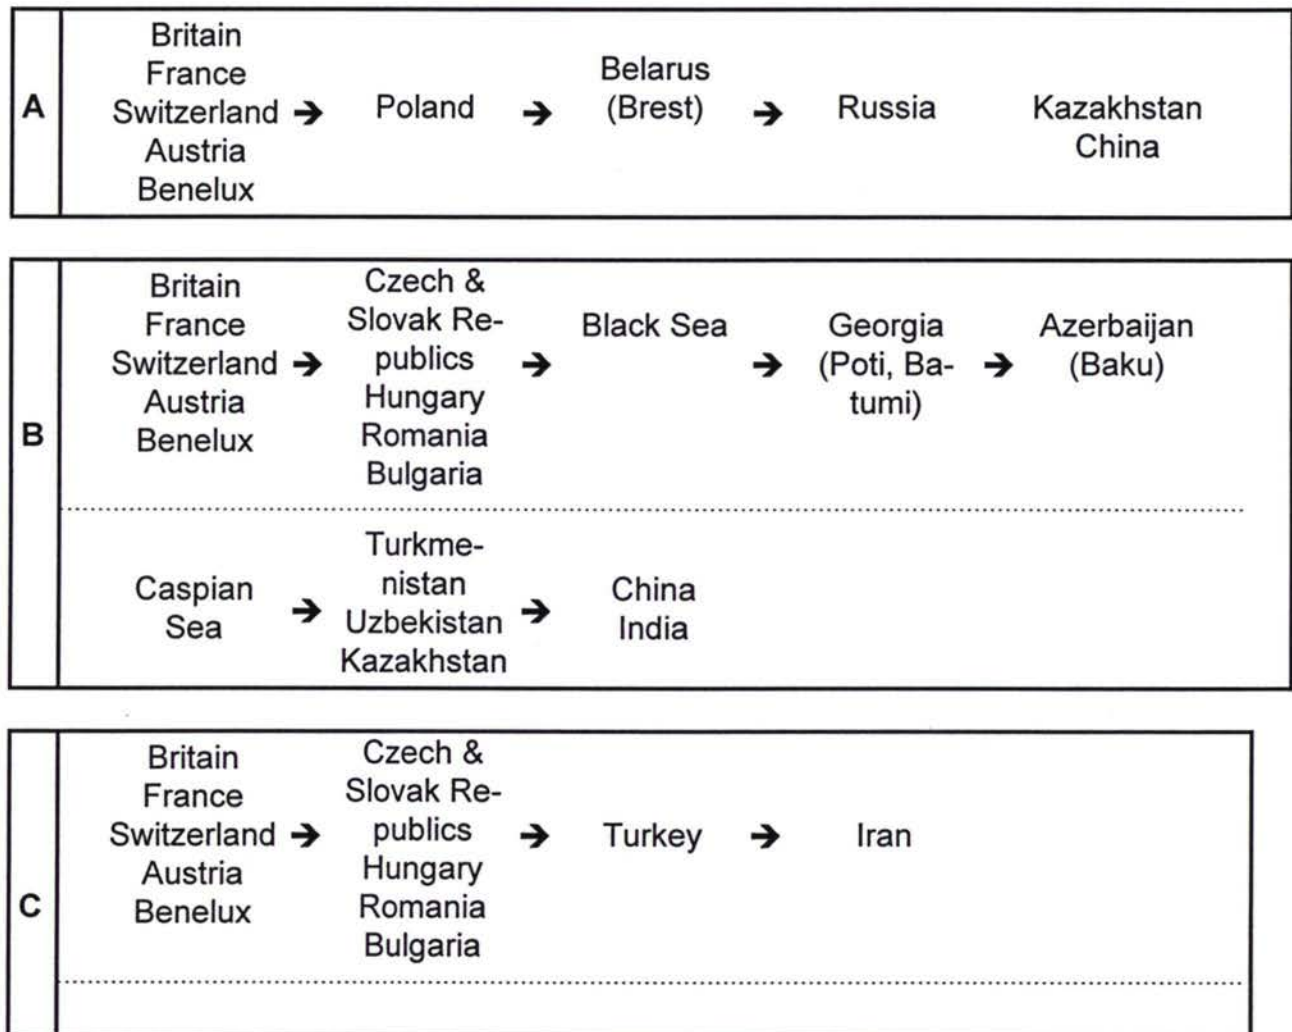 A
Britain
France
Switzerland
Austria
Benelux
➔
Poland
➔
Belarus
(Brest)
➔
Russia
Kazakhstan
China
B
Britain
France
Switzerland
Austria
Benelux
➔
Czech &
Slovak Re-
publics
Hungary
Romania
Bulgaria
➔
Black Sea
➔
Georgia
(Poti, Ba-
tumi)
➔
Azerbaijan
(Baku)
Caspian
Sea
➔
Turkme-
nistan
Uzbekistan
Kazakhstan
➔
China
India
C
Britain
France
Switzerland
Austria
Benelux
➔
Czech &
Slovak Re-
publics
Hungary
Romania
Bulgaria
➔
Turkey
➔
Iran